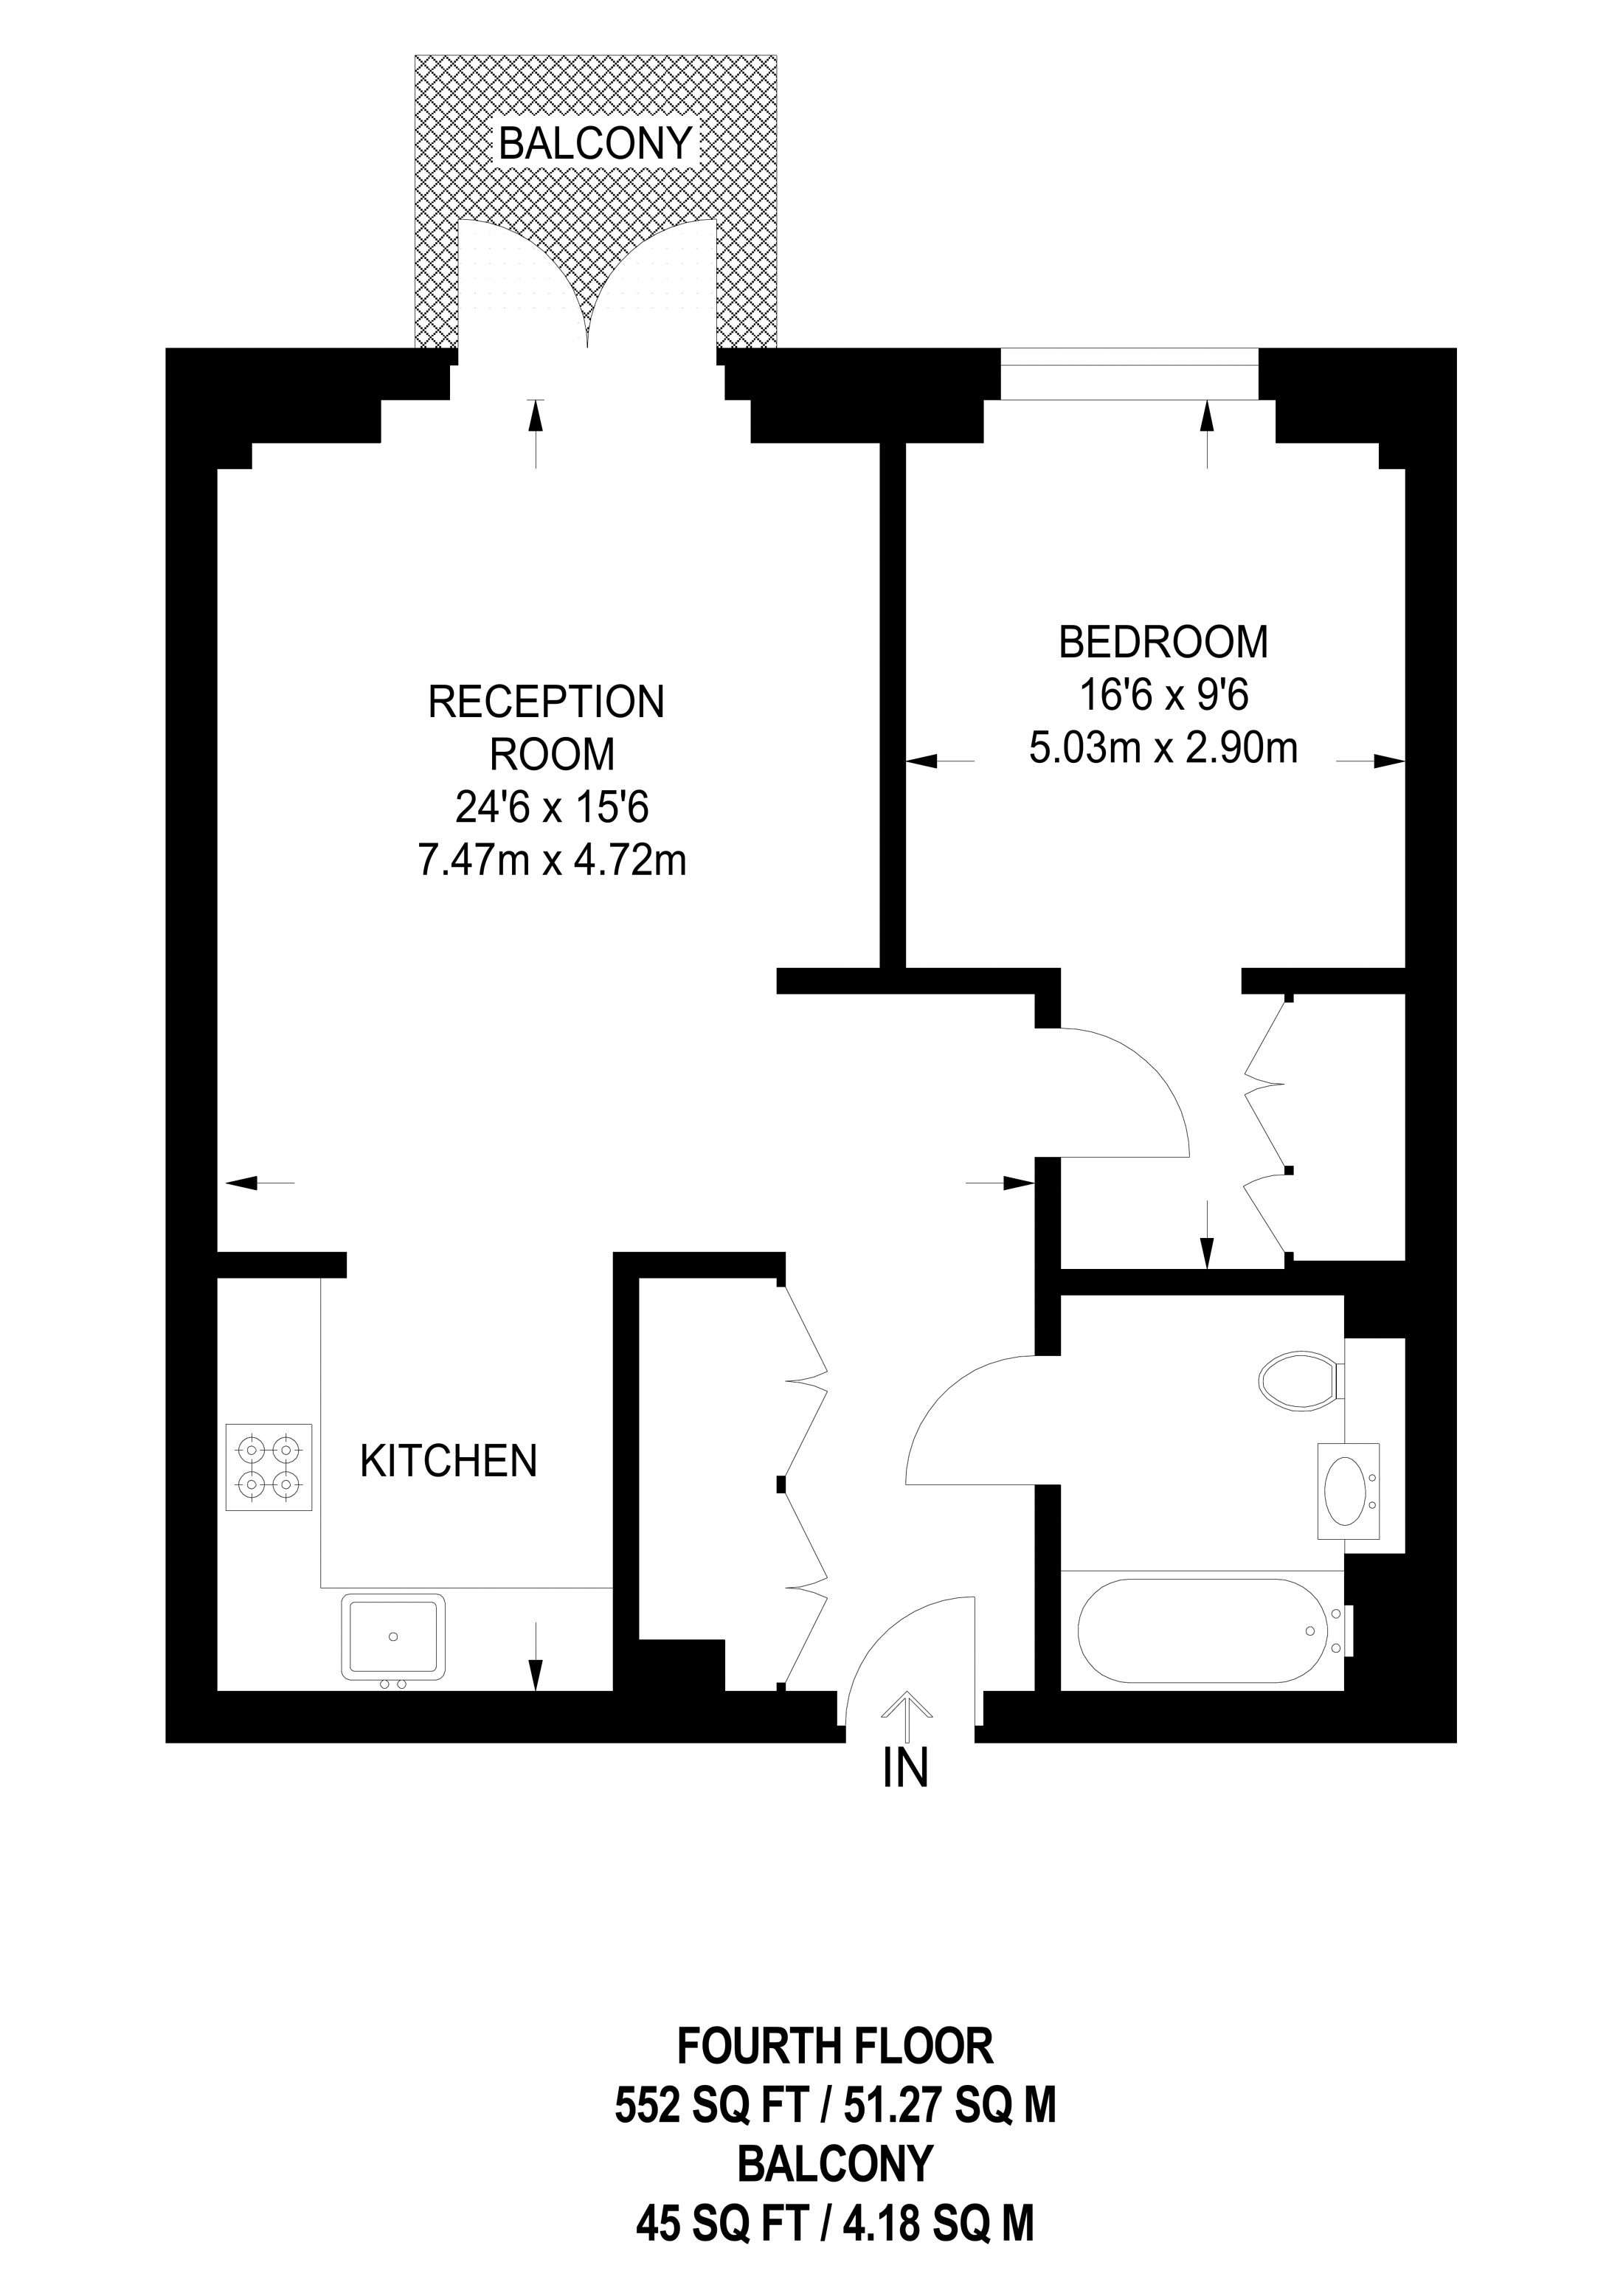 BALCONY
BEDROOM
16'6 x 9'6
5.03m x 2.90m
RECEPTION
ROOM
24'6 x 15'6
7.47m x 4.72m
KITCHEN
IN
FOURTH FLOOR
552 SQ FT / 51.27 SQ M
BALCONY
45 SQ FT / 4.18 SQ M